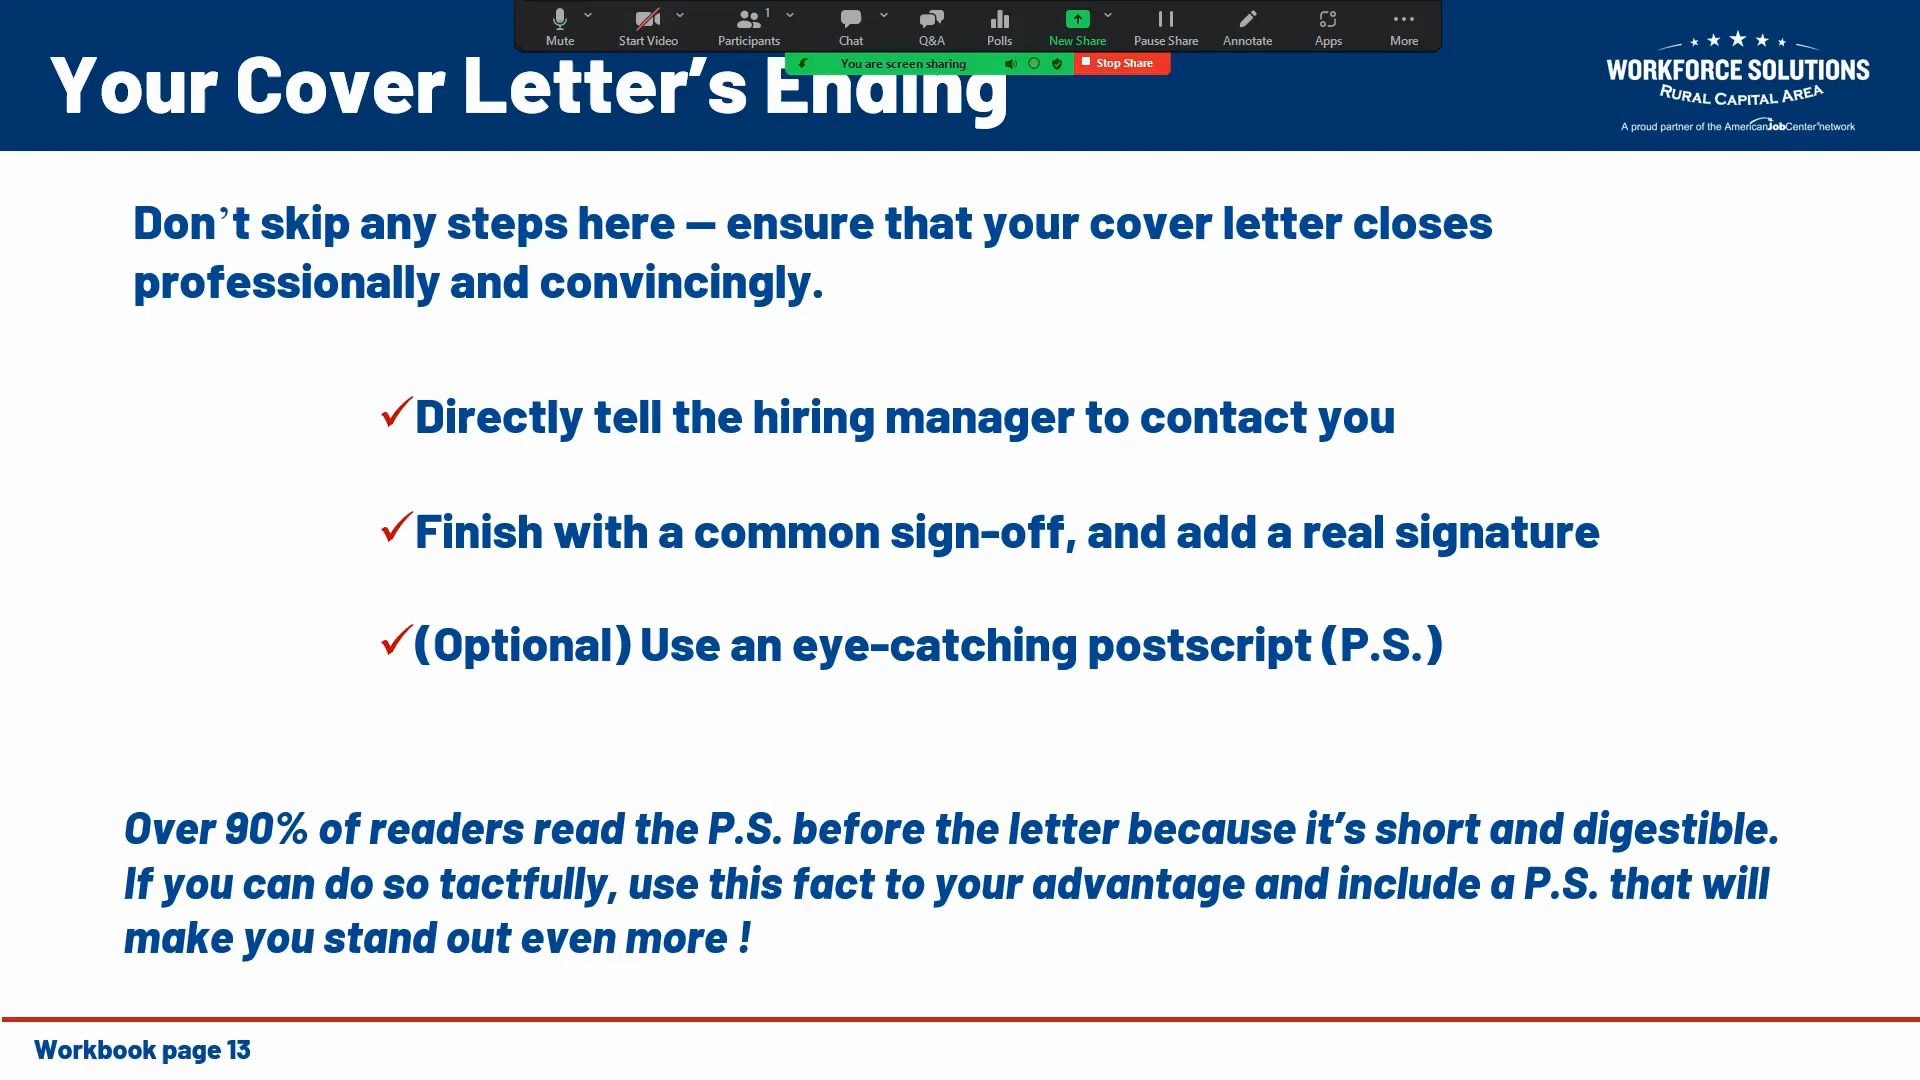 Mute
Start Video
Participants
1
Chat
Q&A
Polls
New Share
Pause Share
Annotate
Apps
More
You are screen sharing
Stop Share
Your Cover Letter’s Ending
WORKFORCE SOLUTIONS
RURAL CAPITAL AREA
A proud partner of the AmericanJobCenter®network
Don’t skip any steps here – ensure that your cover letter closes
professionally and convincingly.
✓Directly tell the hiring manager to contact you
✓Finish with a common sign-off, and add a real signature
✓(Optional) Use an eye-catching postscript (P.S.)
Over 90% of readers read the P.S. before the letter because it’s short and digestible.
If you can do so tactfully, use this fact to your advantage and include a P.S. that will
make you stand out even more !
Workbook page 13